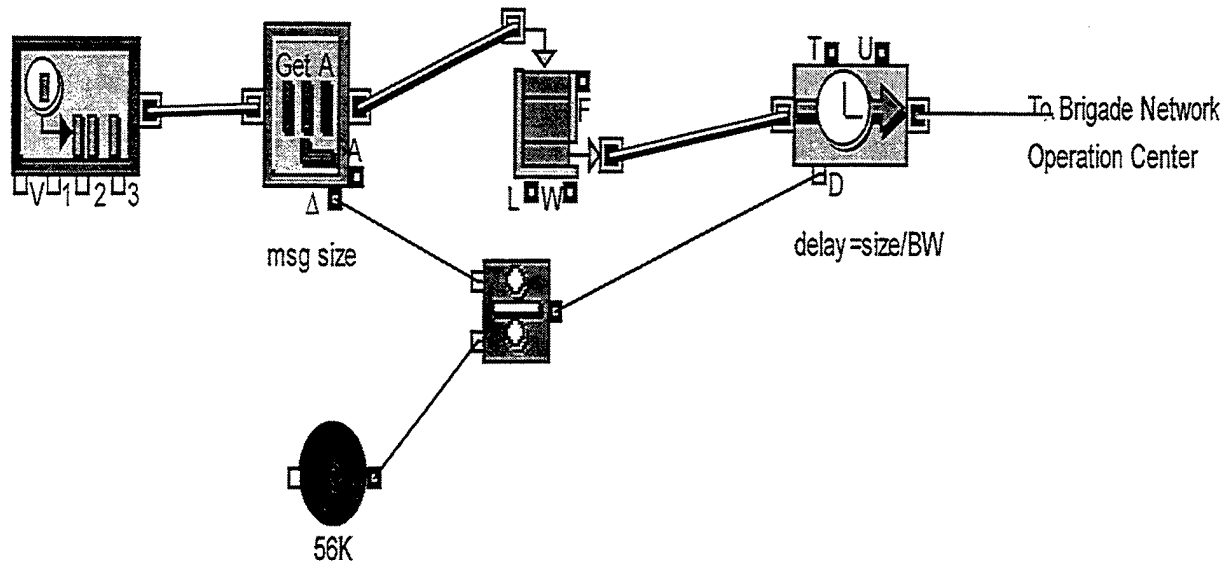 V 1 2 3
Get A
A
Δ
msg size
F
L W
T U
D
delay=size/BW
To Brigade Network
Operation Center
56K